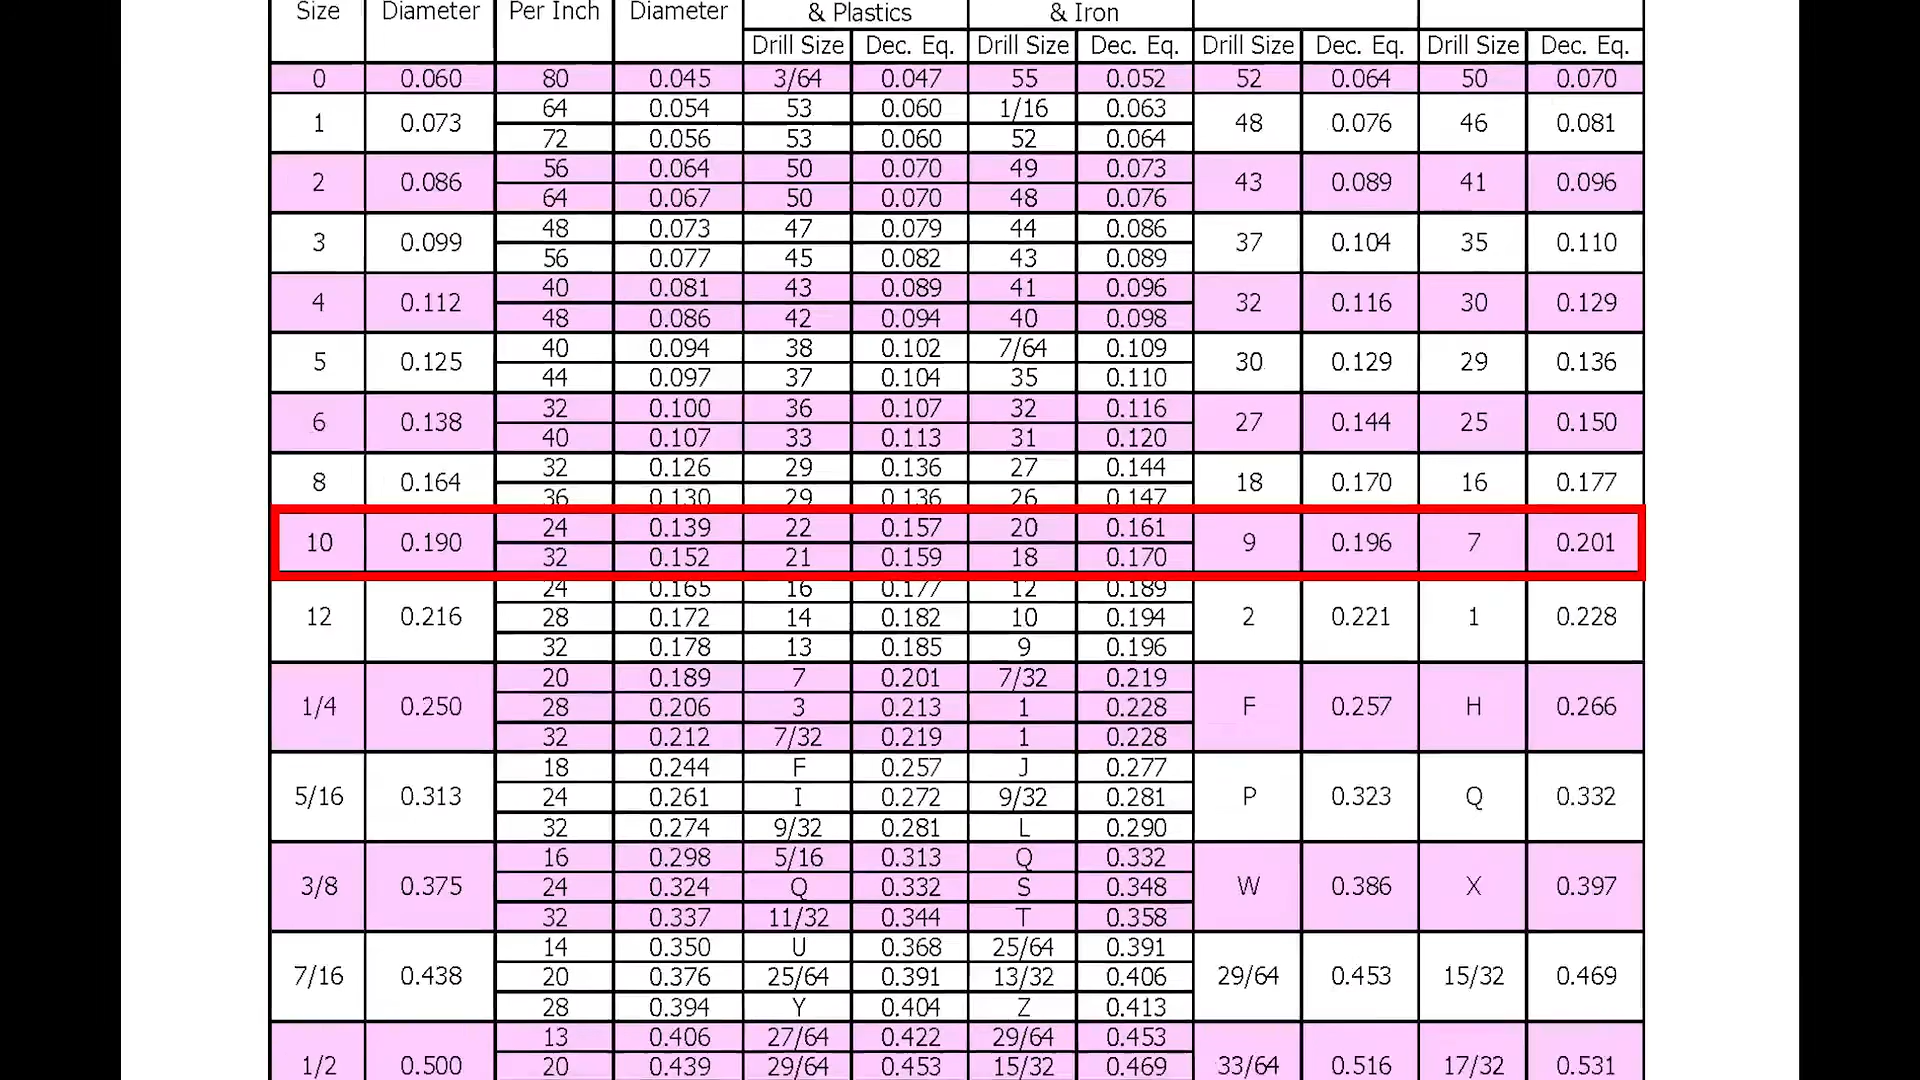 Size Diameter Per Inch Diameter & Plastics & Iron
Drill Size Dec. Eq. Drill Size Dec. Eq. Drill Size Dec. Eq. Drill Size Dec. Eq.
0 0.060 80 0.045 3/64 0.047 55 0.052 52 0.064 50 0.070
1 0.073 64 0.054 53 0.060 1/16 0.063 48 0.076 46 0.081
72 0.056 53 0.060 52 0.064
2 0.086 56 0.064 50 0.070 49 0.073 43 0.089 41 0.096
64 0.067 50 0.070 48 0.076
3 0.099 48 0.073 47 0.079 44 0.086 37 0.104 35 0.110
56 0.077 45 0.082 43 0.089
4 0.112 40 0.081 43 0.089 41 0.096 32 0.116 30 0.129
48 0.086 42 0.094 40 0.098
5 0.125 40 0.094 38 0.102 7/64 0.109 30 0.129 29 0.136
44 0.097 37 0.104 35 0.110
6 0.138 32 0.100 36 0.107 32 0.116 27 0.144 25 0.150
40 0.107 33 0.113 31 0.120
8 0.164 32 0.126 29 0.136 27 0.144 18 0.170 16 0.177
36 0.130 29 0.136 26 0.147
10 0.190 24 0.139 22 0.157 20 0.161 9 0.196 7 0.201
32 0.152 21 0.159 18 0.170
12 0.216 24 0.165 16 0.177 12 0.189 2 0.221 1 0.228
28 0.172 14 0.182 10 0.194
32 0.178 13 0.185 9 0.196
1/4 0.250 20 0.189 7 0.201 7/32 0.219 F 0.257 H 0.266
28 0.206 3 0.213 1 0.228
32 0.212 7/32 0.219 1 0.228
5/16 0.313 18 0.244 F 0.257 J 0.277 P 0.323 Q 0.332
24 0.261 I 0.272 9/32 0.281
32 0.274 9/32 0.281 L 0.290
3/8 0.375 16 0.298 5/16 0.313 Q 0.332 W 0.386 X 0.397
24 0.324 Q 0.332 S 0.348
32 0.337 11/32 0.344 T 0.358
7/16 0.438 14 0.350 U 0.368 25/64 0.391 29/64 0.453 15/32 0.469
20 0.376 25/64 0.391 13/32 0.406
28 0.394 Y 0.404 Z 0.413
1/2 0.500 13 0.406 27/64 0.422 29/64 0.453 33/64 0.516 17/32 0.531
20 0.439 29/64 0.453 15/32 0.469